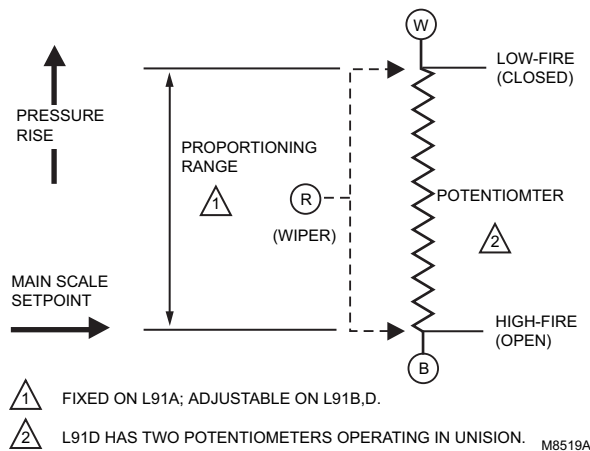 W
LOW-FIRE
(CLOSED)
PRESSURE
RISE
PROPORTIONING
RANGE
1
R
(WIPER)
POTENTIOMTER
2
MAIN SCALE
SETPOINT
HIGH-FIRE
(OPEN)
B
1 FIXED ON L91A; ADJUSTABLE ON L91B,D.
2 L91D HAS TWO POTENTIOMETERS OPERATING IN UNISION.
M8519A